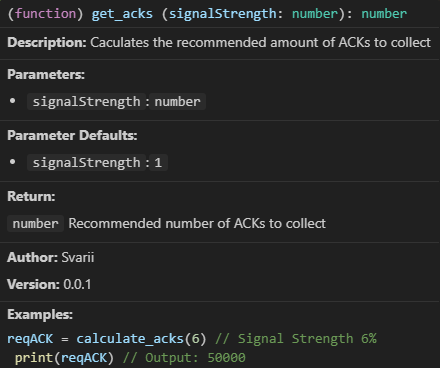 (function) get_acks (signalStrength: number): number
Description: Caculates the recommended amount of ACKs to collect
Parameters:
• signalStrength : number
Parameter Defaults:
• signalStrength : 1
Return:
number Recommended number of ACKs to collect
Author: Svarii
Version: 0.0.1
Examples:
reqACK = calculate_acks(6) // Signal Strength 6%
print(reqACK) // Output: 50000